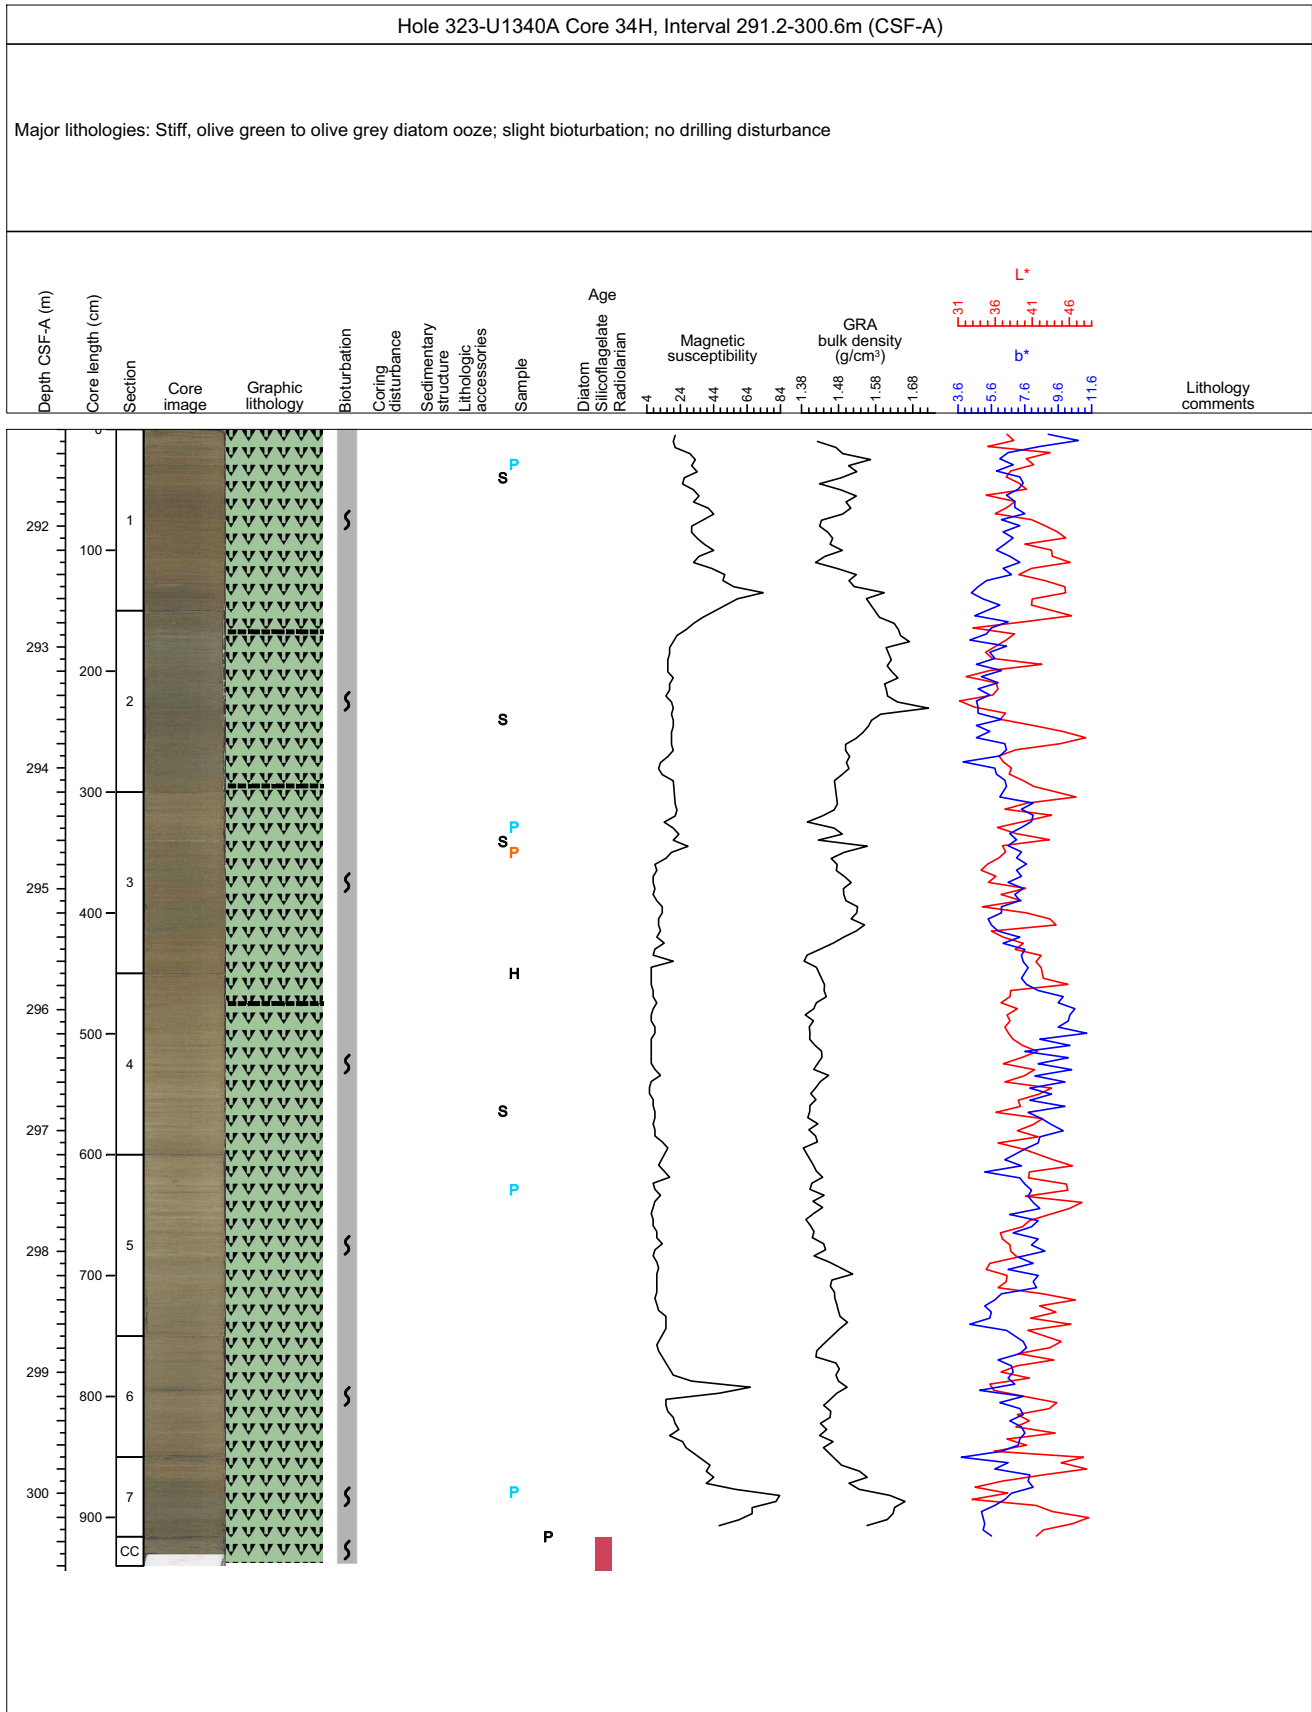 Hole 323-U1340A Core 34H, Interval 291.2-300.6m (CSF-A)
Major lithologies: Stiff, olive green to olive grey diatom ooze; slight bioturbation; no drilling disturbance
Depth CSF-A (m)
Core length (cm)
Section
Core
image
Graphic
lithology
Bioturbation
Coring
disturbance
Sedimentary
structure
Lithologic
accessories
Sample
Age
Diatom
Silicoflagelate
Radiolarian
Magnetic
susceptibility
4 24 44 64 84
GRA
bulk density
(g/cm³)
1.38 1.48 1.58 1.68
L*
31 36 41 46
b*
3.6 5.6 7.6 9.6 11.6
Lithology
comments
0
P
S
1
292
100
293
200
2
S
294
300
P
S
P
3
295
400
H
296
500
4
S
297
600
P
5
298
700
299
800
6
300
7
P
900
P
CC